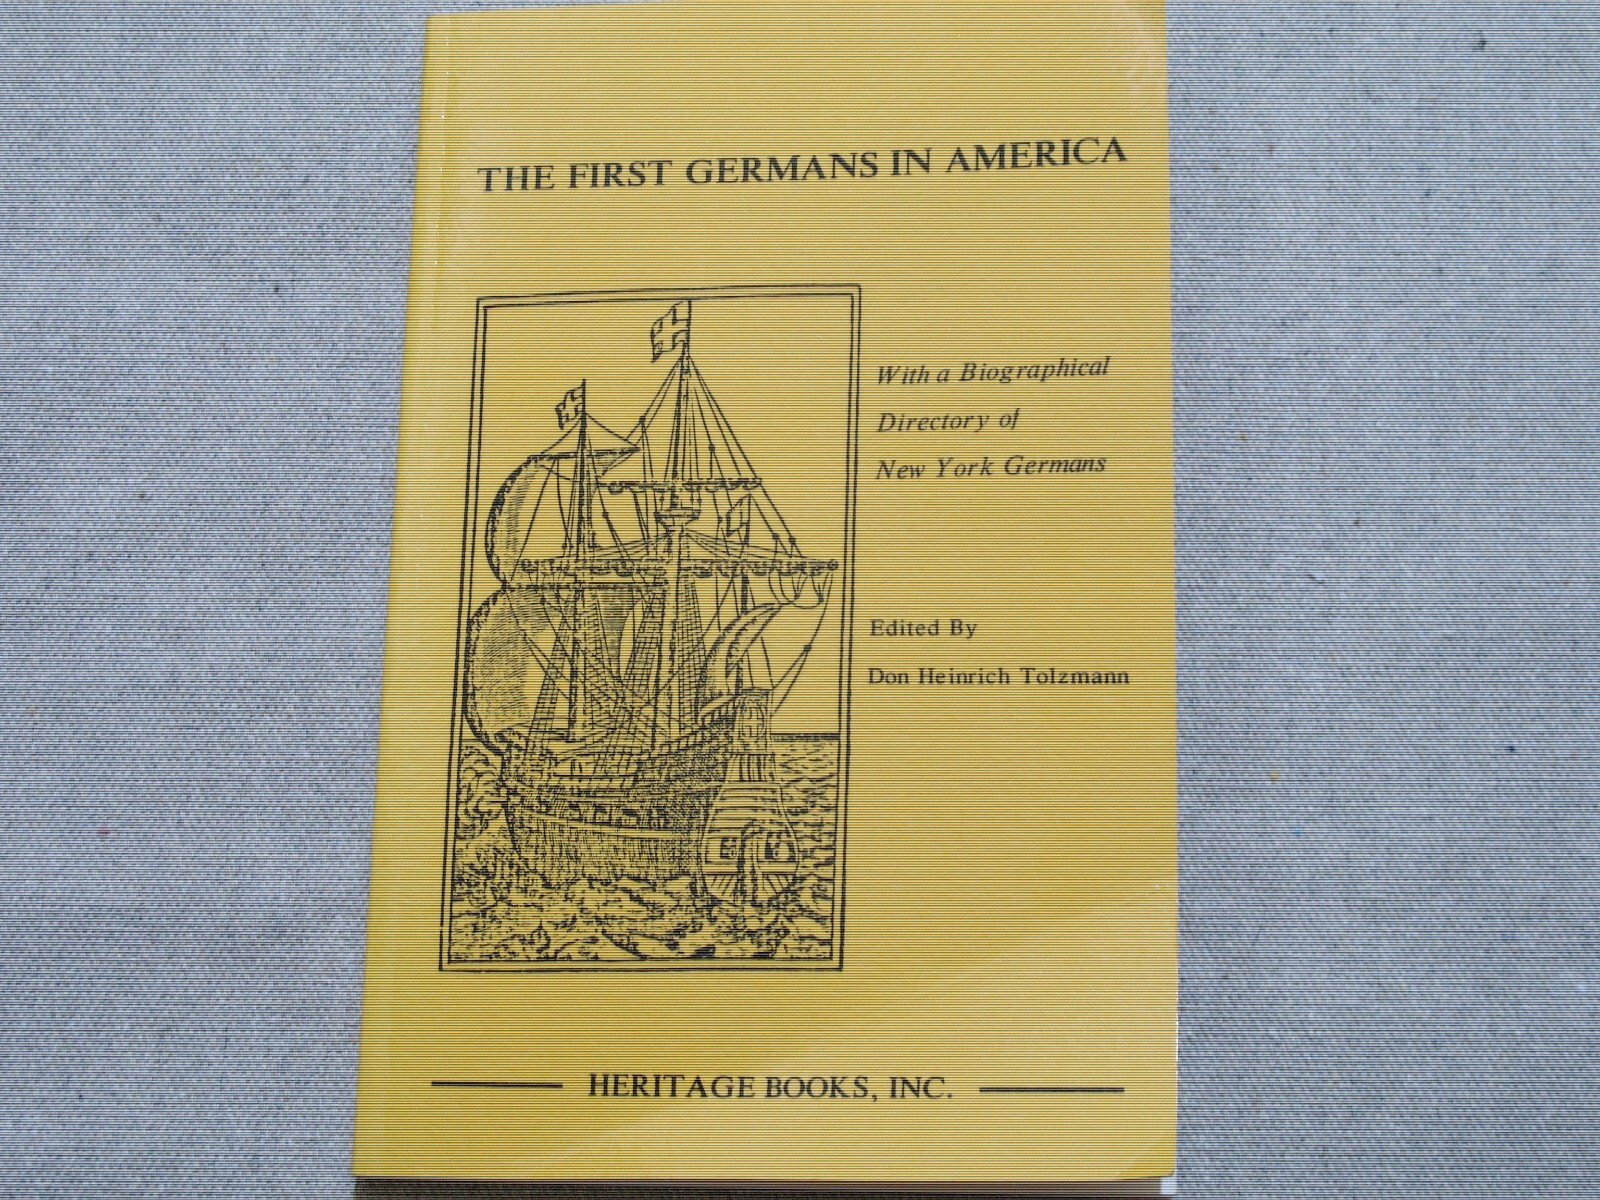 THE FIRST GERMANS IN AMERICA
With a Biographical
Directory of
New York Germans
Edited By
Don Heinrich Tolzmann
HERITAGE BOOKS, INC.